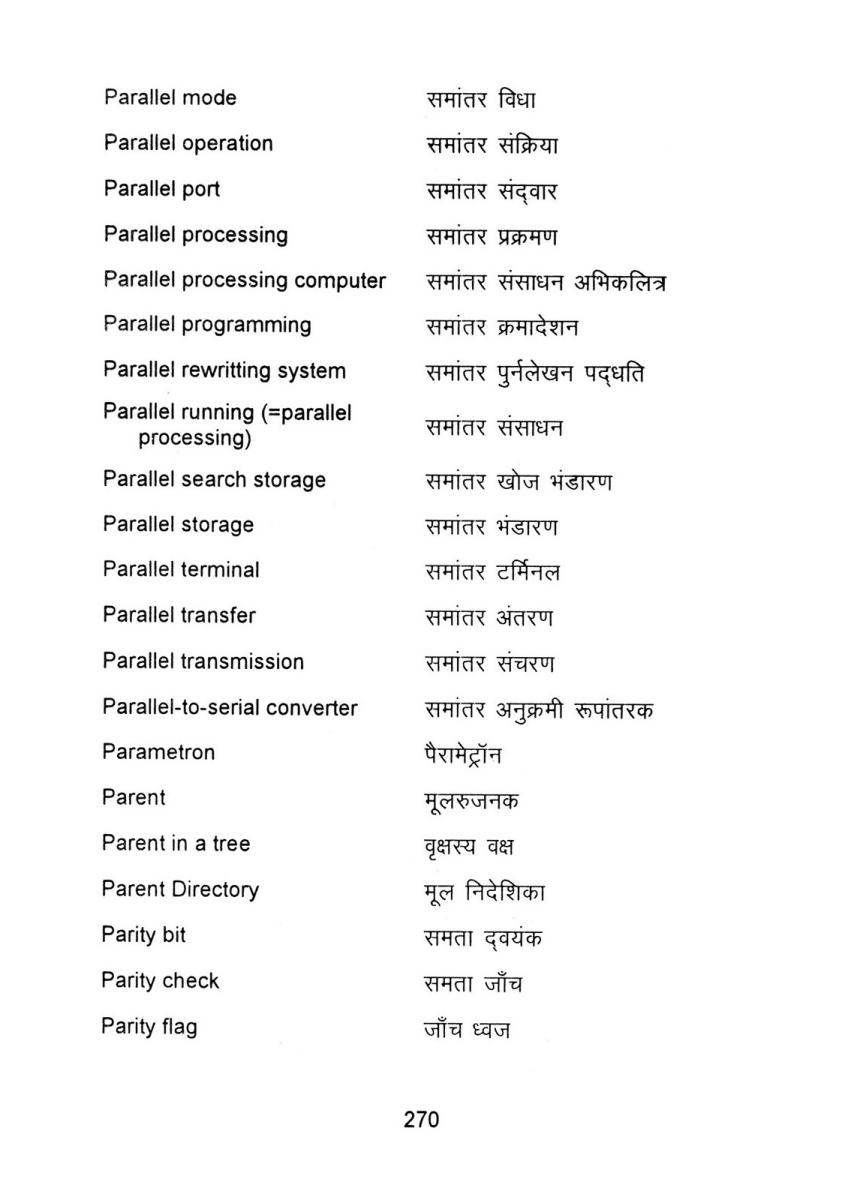 Parallel mode समांतर विधा
Parallel operation समांतर संक्रिया
Parallel port समांतर संद्वार
Parallel processing समांतर प्रक्रमण
Parallel processing computer समांतर संसाधन अभिकलित्र
Parallel programming समांतर क्रमादेशन
Parallel rewritting system समांतर पुर्नलेखन पद्धति
Parallel running (=parallel
processing) समांतर संसाधन
Parallel search storage समांतर खोज भंडारण
Parallel storage समांतर भंडारण
Parallel terminal समांतर टर्मिनल
Parallel transfer समांतर अंतरण
Parallel transmission समांतर संचरण
Parallel-to-serial converter समांतर अनुक्रमी रूपांतरक
Parametron पैरामेट्रॉन
Parent मूलरुजनक
Parent in a tree वृक्षस्य वक्ष
Parent Directory मूल निदेशिका
Parity bit समता द्वयंक
Parity check समता जाँच
Parity flag जाँच ध्वज
270